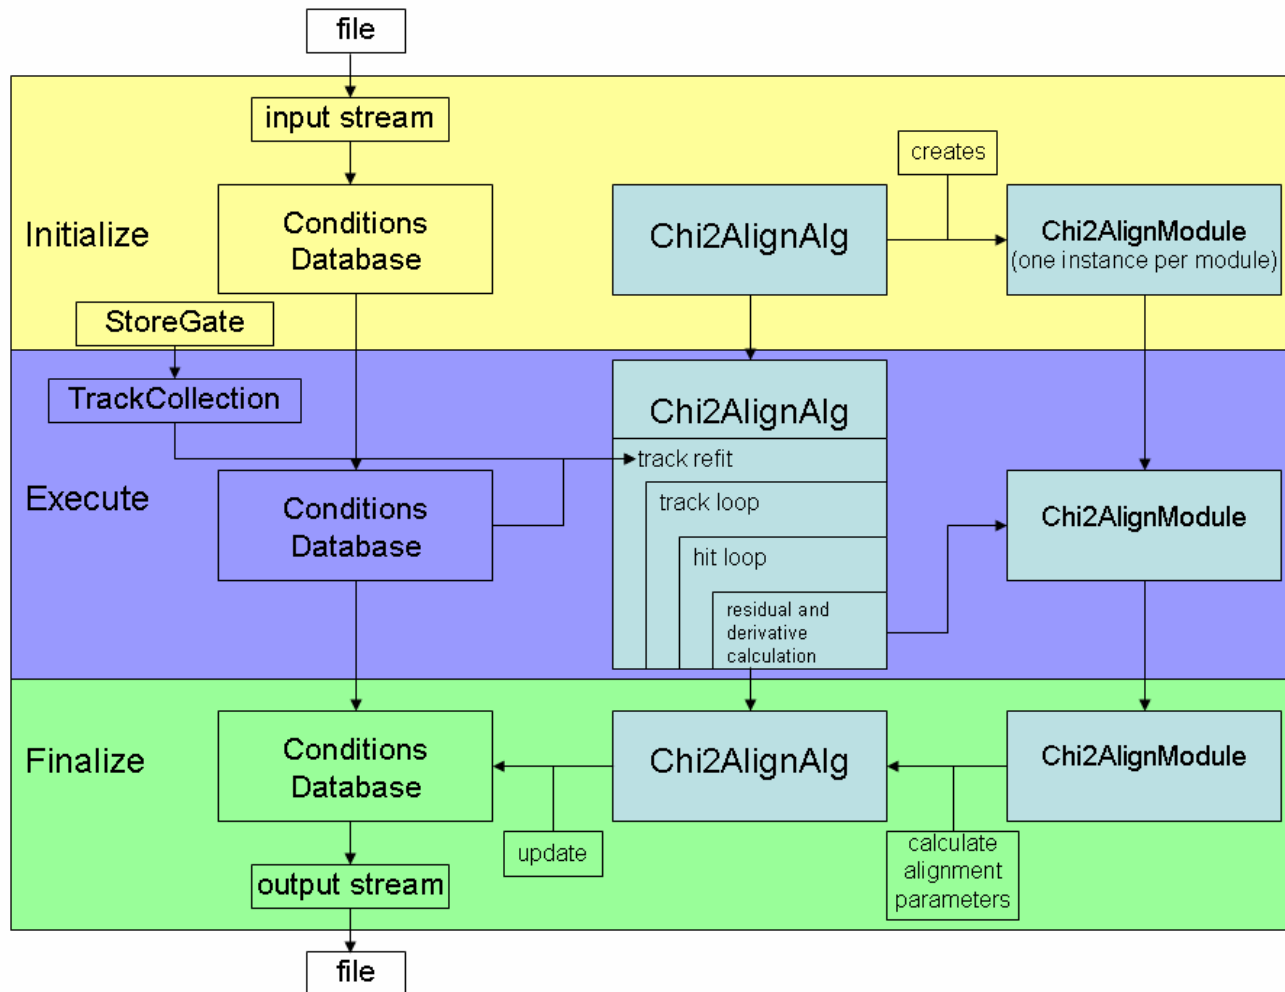 file
input stream
creates
Initialize
Conditions
Database
Chi2AlignAlg
Chi2AlignModule
(one instance per module)
StoreGate
TrackCollection
Chi2AlignAlg
track refit
Execute
Conditions
Database
track loop
hit loop
residual and
derivative
calculation
Chi2AlignModule
Finalize
Conditions
Database
Chi2AlignAlg
Chi2AlignModule
update
calculate
alignment
parameters
output stream
file